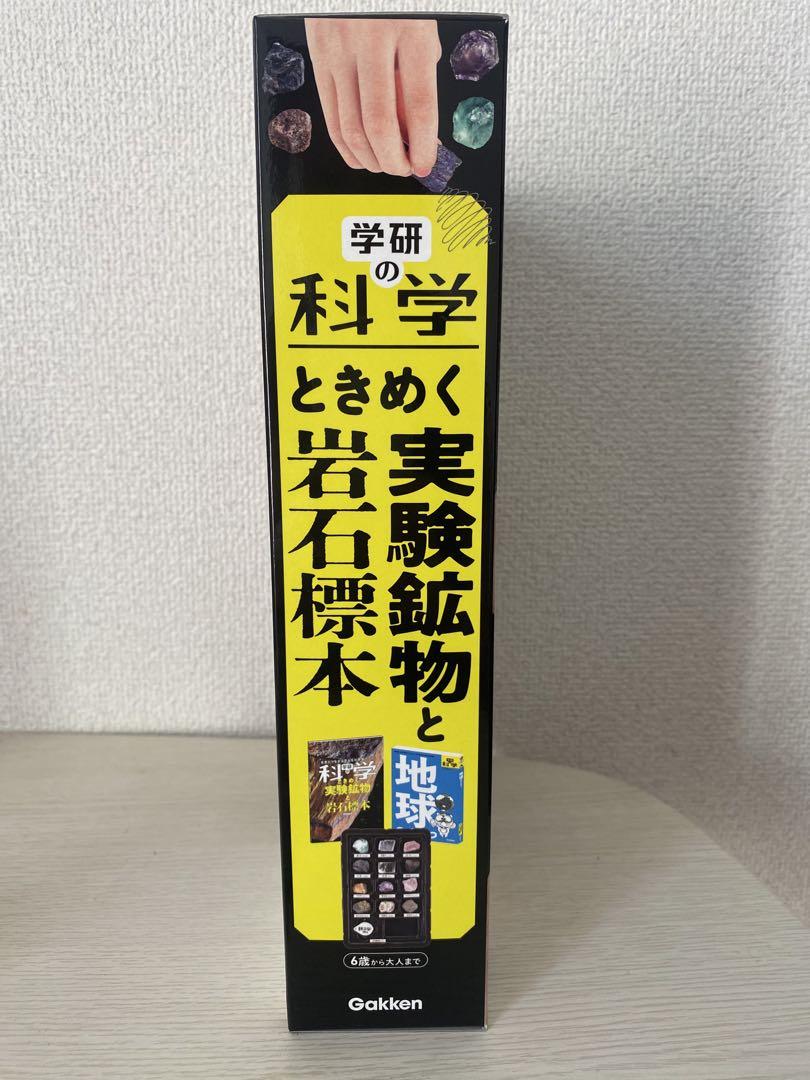 学研
の
科学
ときめく
実験鉱物と
岩石標本
科学
実験鉱物
と
岩石標本
地球
6歳から大人まで
Gakken